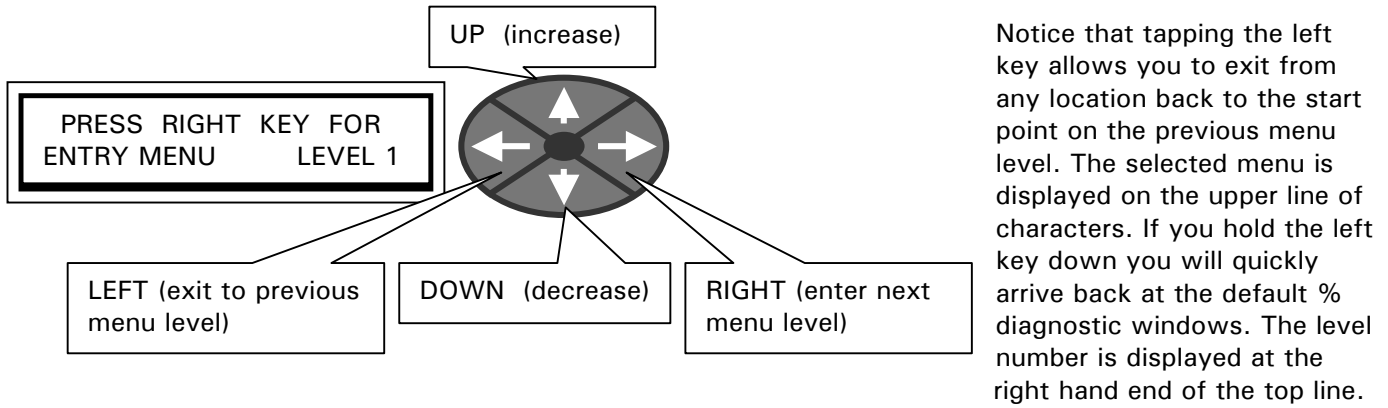 UP (increase)
PRESS RIGHT KEY FOR
ENTRY MENU LEVEL 1
LEFT (exit to previous
menu level)
DOWN (decrease)
RIGHT (enter next
menu level)
Notice that tapping the left
key allows you to exit from
any location back to the start
point on the previous menu
level. The selected menu is
displayed on the upper line of
characters. If you hold the left
key down you will quickly
arrive back at the default %
diagnostic windows. The level
number is displayed at the
right hand end of the top line.